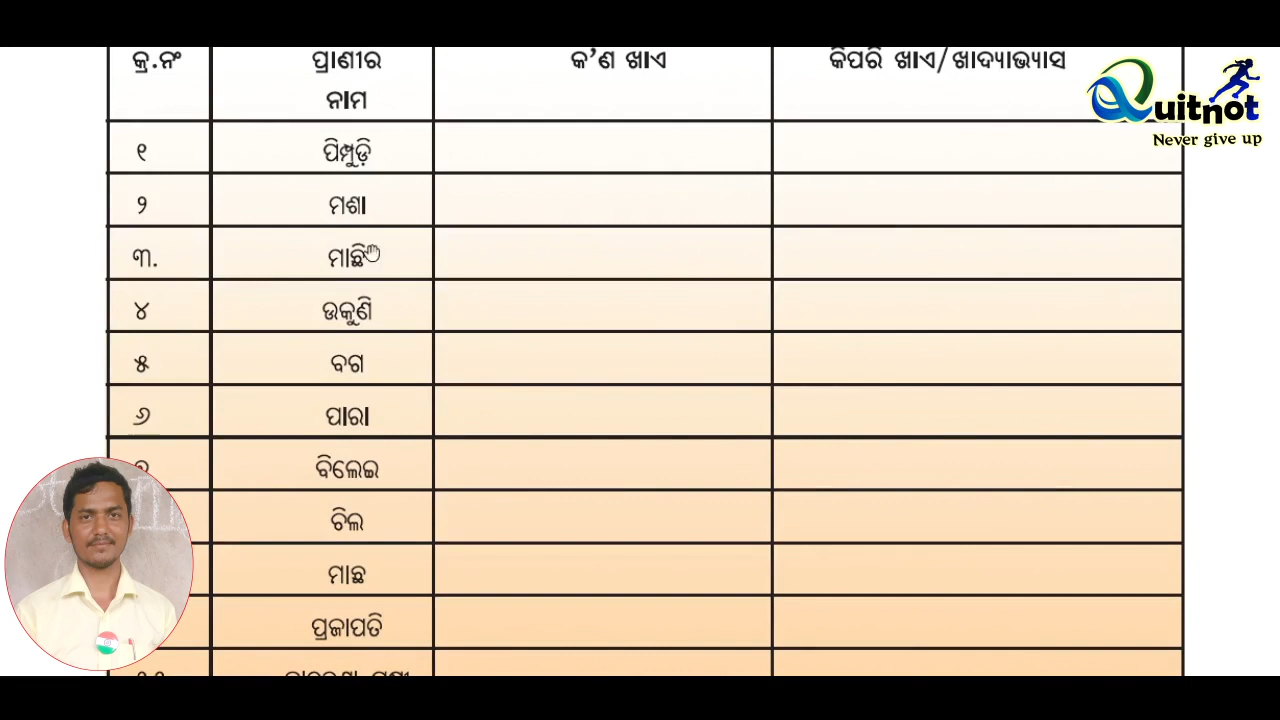 କ୍ର.ନଂ ପ୍ରାଣୀର ନାମ କ'ଣ ଖାଏ କିପରି ଖାଏ/ଖାଦ୍ୟାଭ୍ୟାସ
Quitnot
Never give up
୧ ପିମ୍ପୁଡ଼ି
୨ ମଶା
୩. ମାଛି
୪ ଉକୁଣି
୫ ବଗ
୬ ପାରା
ବିଲେଇ
ଚିଲ
ମାଛ
ପ୍ରଜାପତି